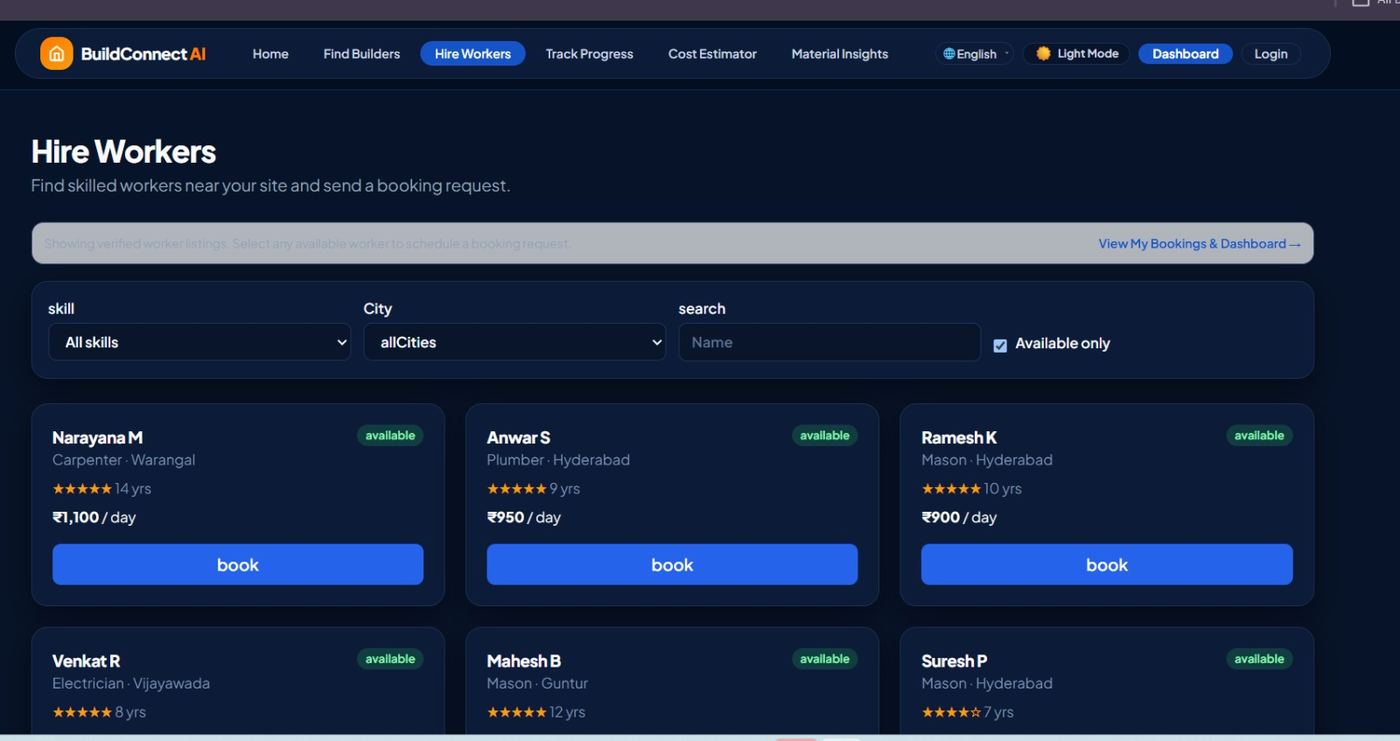 BuildConnect AI Home Find Builders Hire Workers Track Progress Cost Estimator Material Insights English Light Mode Dashboard Login
Hire Workers
Find skilled workers near your site and send a booking request.
Showing verified worker listings. Select any available worker to schedule a booking request. View My Bookings & Dashboard →
skill City search
All skills allCities Name Available only
Narayana M available Anwar S available Ramesh K available
Carpenter · Warangal Plumber · Hyderabad Mason · Hyderabad
★★★★★ 14 yrs ★★★★★ 9 yrs ★★★★★ 10 yrs
₹1,100 / day ₹950 / day ₹900 / day
book book book
Venkat R available Mahesh B available Suresh P available
Electrician · Vijayawada Mason · Guntur Mason · Hyderabad
★★★★★ 8 yrs ★★★★★ 12 yrs ★★★★☆ 7 yrs